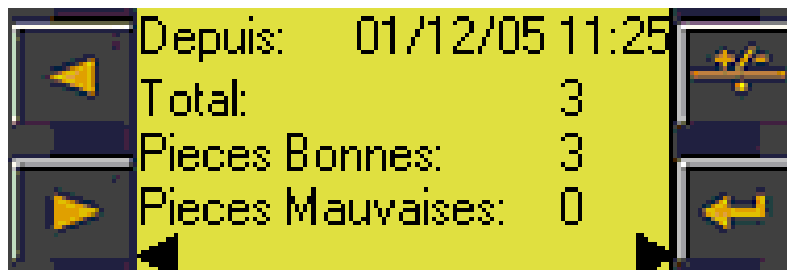 Depuis: 01/12/05 11:25
Total: 3
Pieces Bonnes: 3
Pieces Mauvaises: 0
+/-